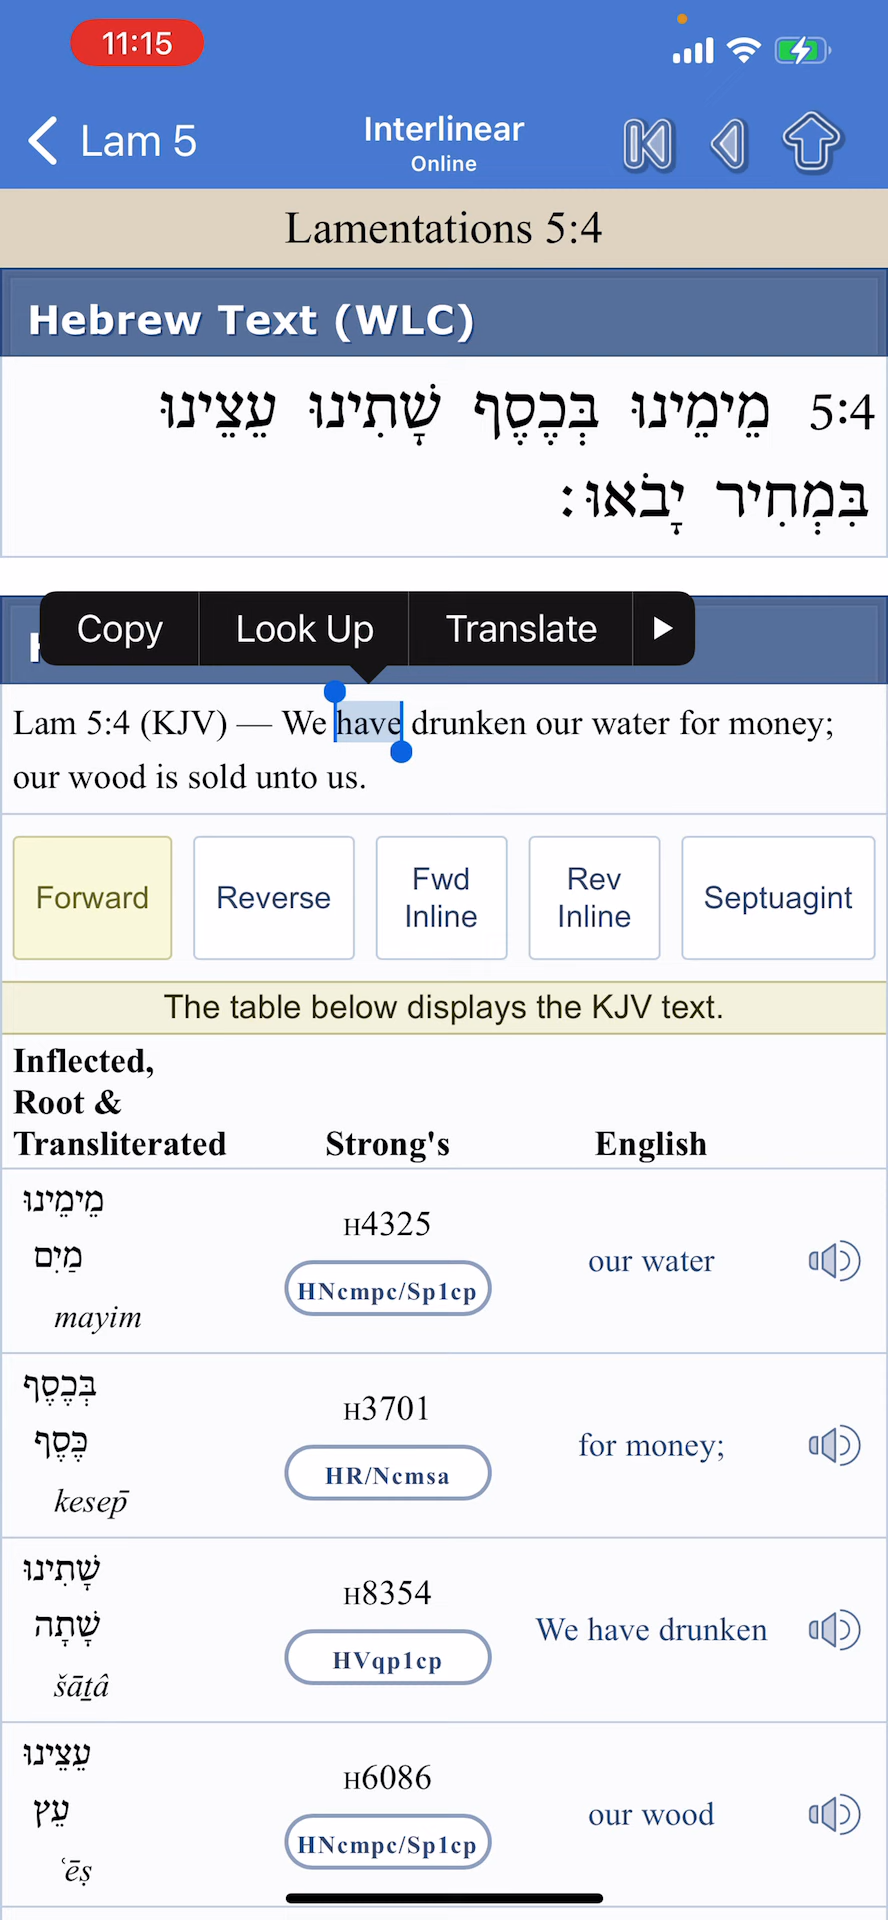 11:15
Lam 5
Interlinear
Online
Lamentations 5:4
Hebrew Text (WLC)
5:4 מֵימֵינוּ בְּכֶסֶף שָׁתִינוּ עֵצֵינוּ
בִּמְחִיר יָבֹאוּ׃
Copy Look Up Translate
Lam 5:4 (KJV) — We have drunken our water for money;
our wood is sold unto us.
Forward
Reverse
Fwd
Inline
Rev
Inline
Septuagint
The table below displays the KJV text.
Inflected,
Root &
Transliterated
Strong's
English
מֵימֵינוּ
מַיִם
mayim
H4325
HNcmpc/Sp1cp
our water
בְּכֶסֶף
כֶּסֶף
kesep̄
H3701
HR/Ncmsa
for money;
שָׁתִינוּ
שָׁתָה
šāṯâ
H8354
HVqp1cp
We have drunken
עֵצֵינוּ
עֵץ
ʿēṣ
H6086
HNcmpc/Sp1cp
our wood